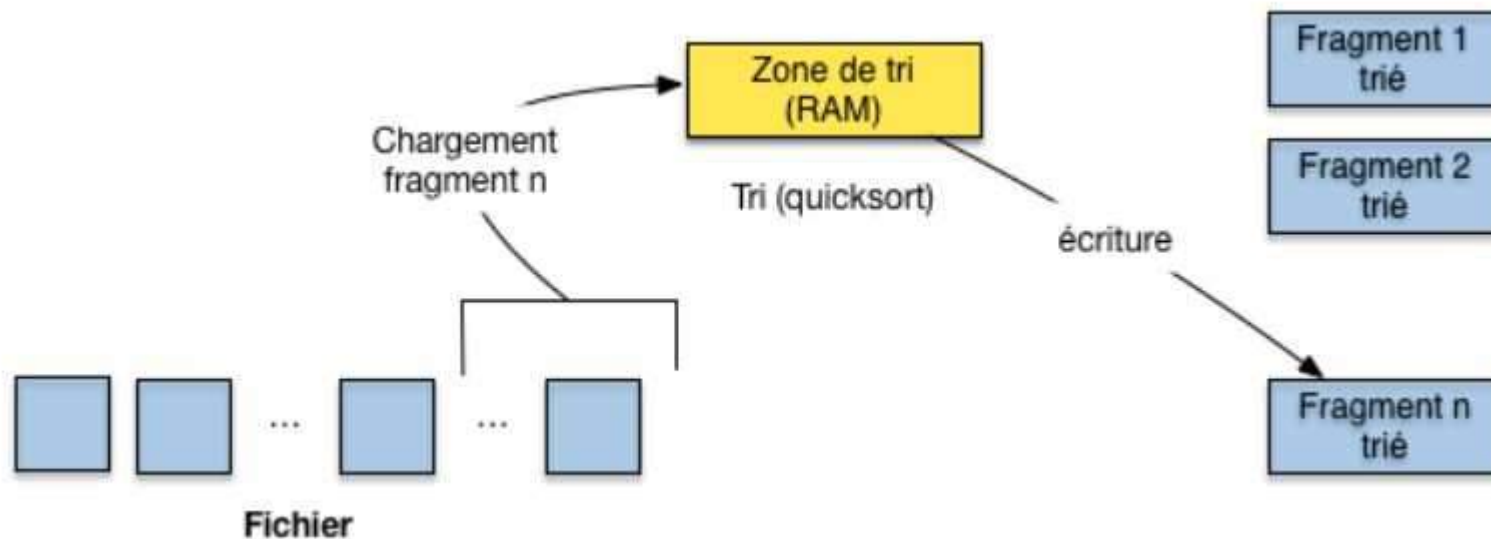 Fragment 1
trié
Zone de tri
(RAM)
Chargement
fragment n
Tri (quicksort)
Fragment 2
trié
écriture
...
...
Fragment n
trié
Fichier